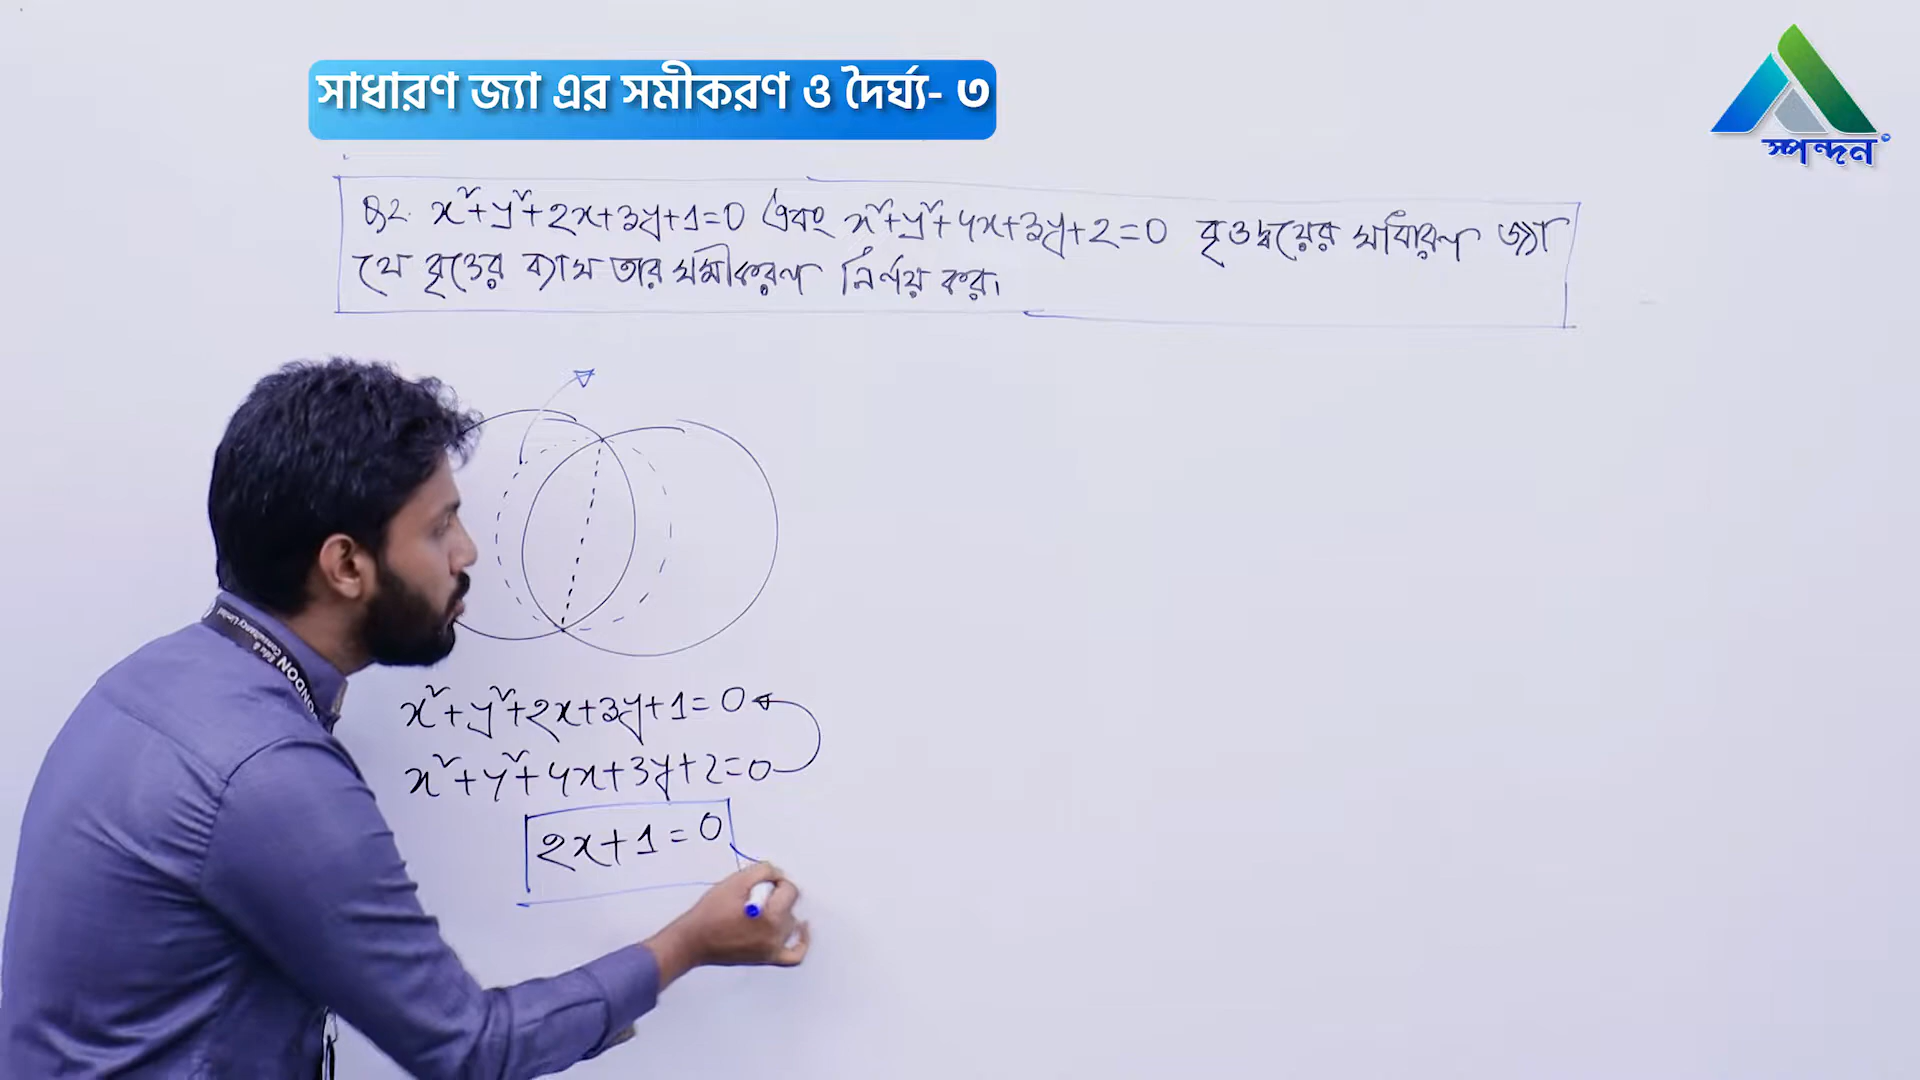 সাধারণ জ্যা এর সমীকরণ ও দৈর্ঘ্য- ৩
স্পন্দন
Q2. x²+y²+2x+3y+1=0 এবং x²+y²+4x+3y+2=0 বৃত্তদ্বয়ের সাধারণ জ্যা
যে বৃত্তের ব্যাস তার সমীকরণ নির্ণয় কর।
x²+y²+2x+3y+1=0
x²+y²+4x+3y+2=0
2x+1=0